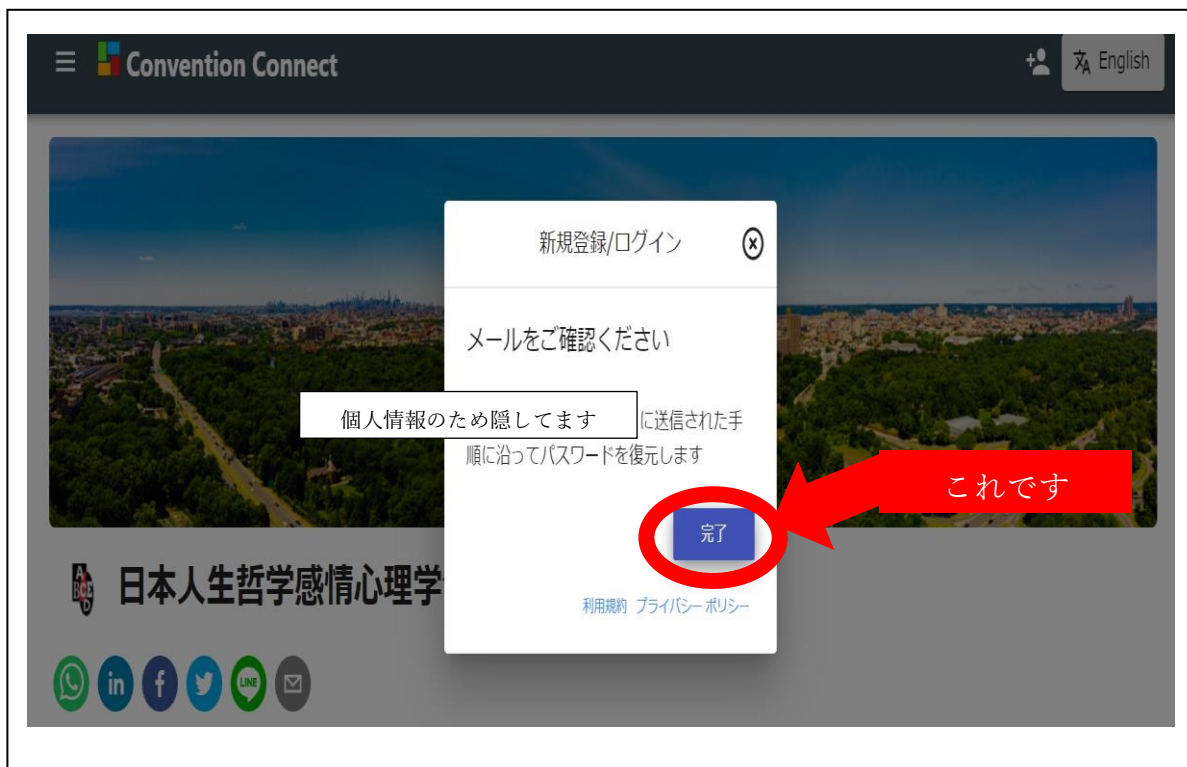 Convention Connect
English
新規登録/ログイン
メールをご確認ください
個人情報のため隠してます
に送信された手
順に沿ってパスワードを復元します
これです
完了
A
BCE
D
日本人生哲学感情心理学
利用規約 プライバシー ポリシー
in
f
LINE